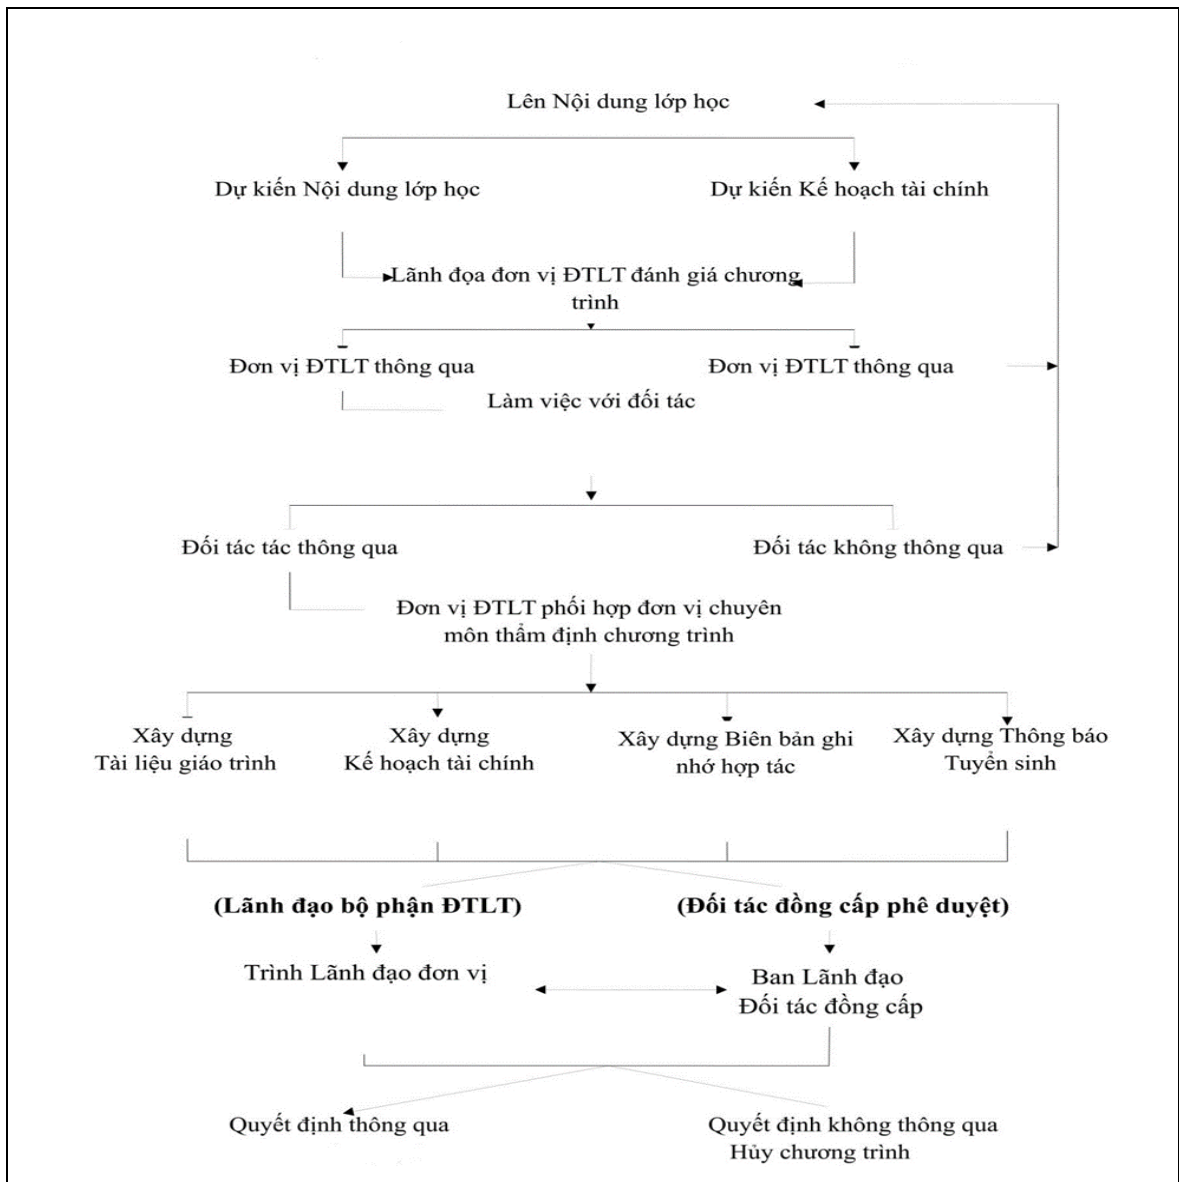 Lên Nội dung lớp học
Dự kiến Nội dung lớp học
Dự kiến Kế hoạch tài chính
Lãnh đọa đơn vị ĐTLT đánh giá chương
trình
Đơn vị ĐTLT thông qua
Đơn vị ĐTLT thông qua
Làm việc với đối tác
Đối tác tác thông qua
Đối tác không thông qua
Đơn vị ĐTLT phối hợp đơn vị chuyên
môn thẩm định chương trình
Xây dựng
Tài liệu giáo trình
Xây dựng
Kế hoạch tài chính
Xây dựng Biên bản ghi
nhớ hợp tác
Xây dựng Thông báo
Tuyển sinh
(Lãnh đạo bộ phận ĐTLT)
(Đối tác đồng cấp phê duyệt)
Trình Lãnh đạo đơn vị
Ban Lãnh đạo
Đối tác đồng cấp
Quyết định thông qua
Quyết định không thông qua
Hủy chương trình